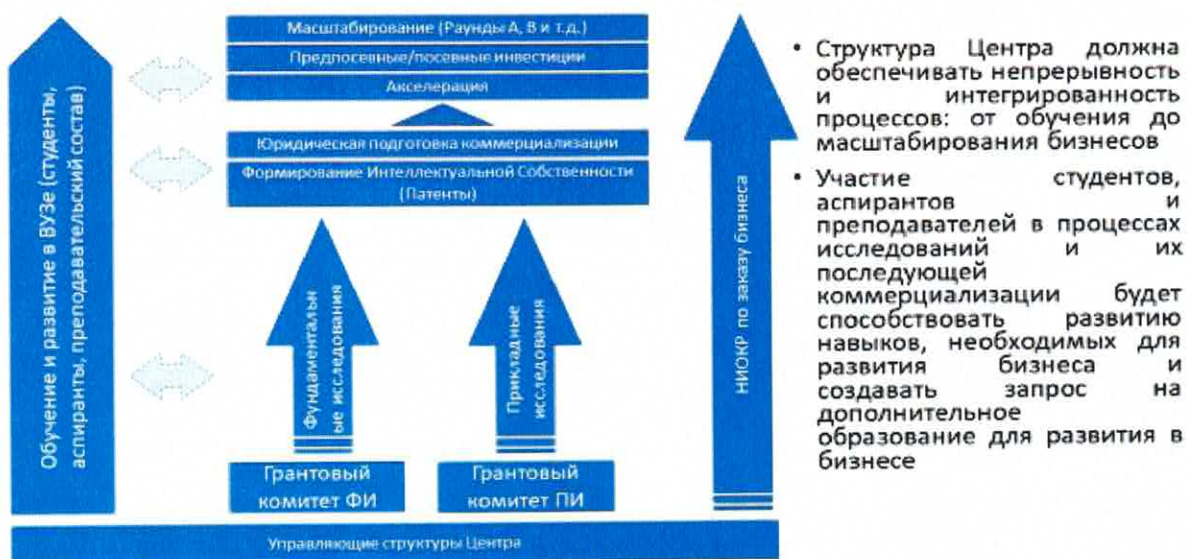 Обучение и развитие в ВУЗе (студенты,
аспиранты, преподавательский состав)
Масштабирование (Раунды А, В и т.д.)
Предпосевные/посевные инвестиции
Акселерация
Юридическая подготовка коммерциализации
Формирование Интеллектуальной Собственности
(Патенты)
Фундаментальн
ые исследования
Прикладные
исследования
Грантовый
комитет ФИ
Грантовый
комитет ПИ
НИОКР по заказу бизнеса
Управляющие структуры Центра
• Структура Центра должна
обеспечивать непрерывность
и интегрированность
процессов: от обучения до
масштабирования бизнесов
• Участие студентов,
аспирантов и
преподавателей в процессах
исследований и их
последующей
коммерциализации будет
способствовать развитию
навыков, необходимых для
развития бизнеса и
создавать запрос на
дополнительное
образование для развития в
бизнесе